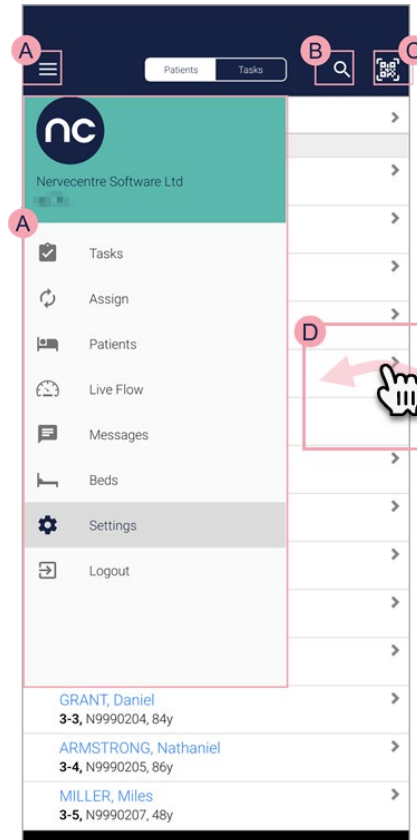 A
B
C
Patients Tasks
nc
Nervecentre Software Ltd
A
Tasks
Assign
D
Patients
Live Flow
Messages
Beds
Settings
Logout
GRANT, Daniel
3-3, N9990204, 84y
ARMSTRONG, Nathaniel
3-4, N9990205, 86y
MILLER, Miles
3-5, N9990207, 48y